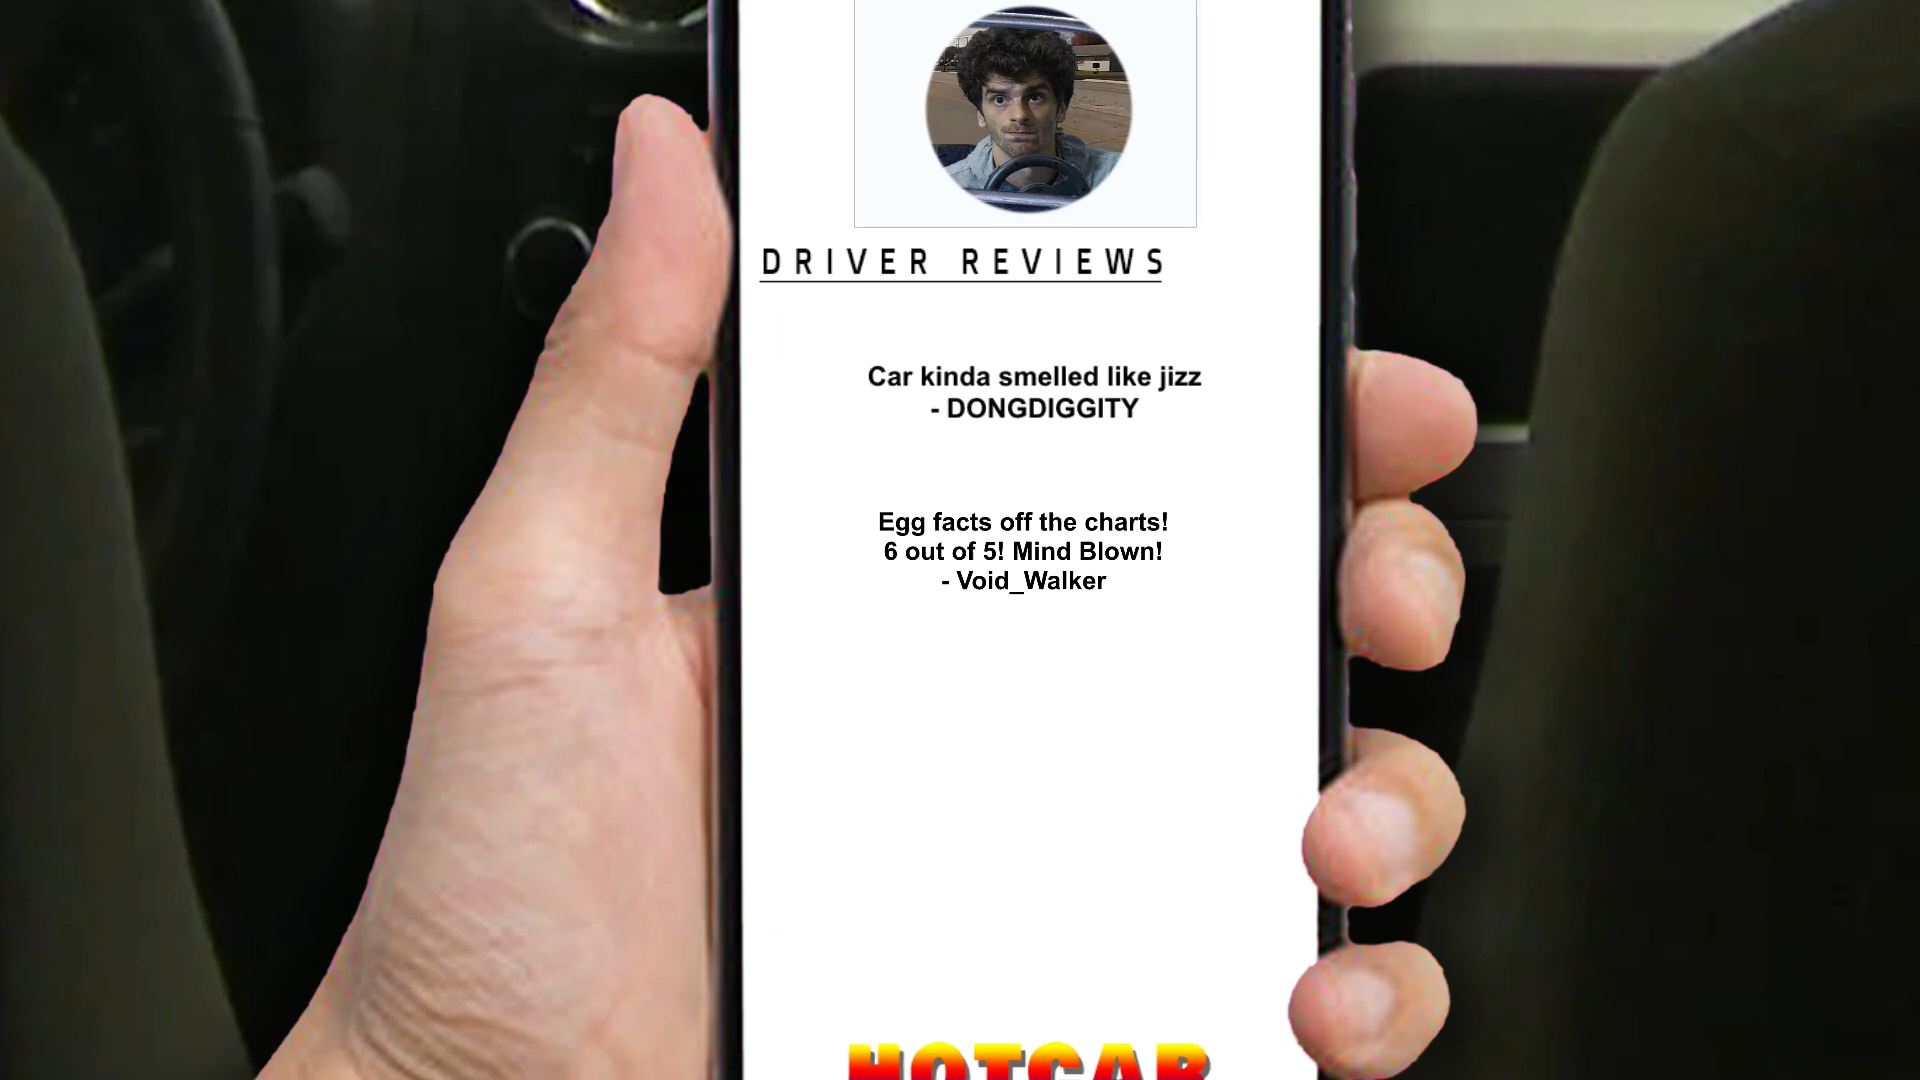 DRIVER REVIEWS
Car kinda smelled like jizz
- DONGDIGGITY
Egg facts off the charts!
6 out of 5! Mind Blown!
- Void_Walker
HOTCAR